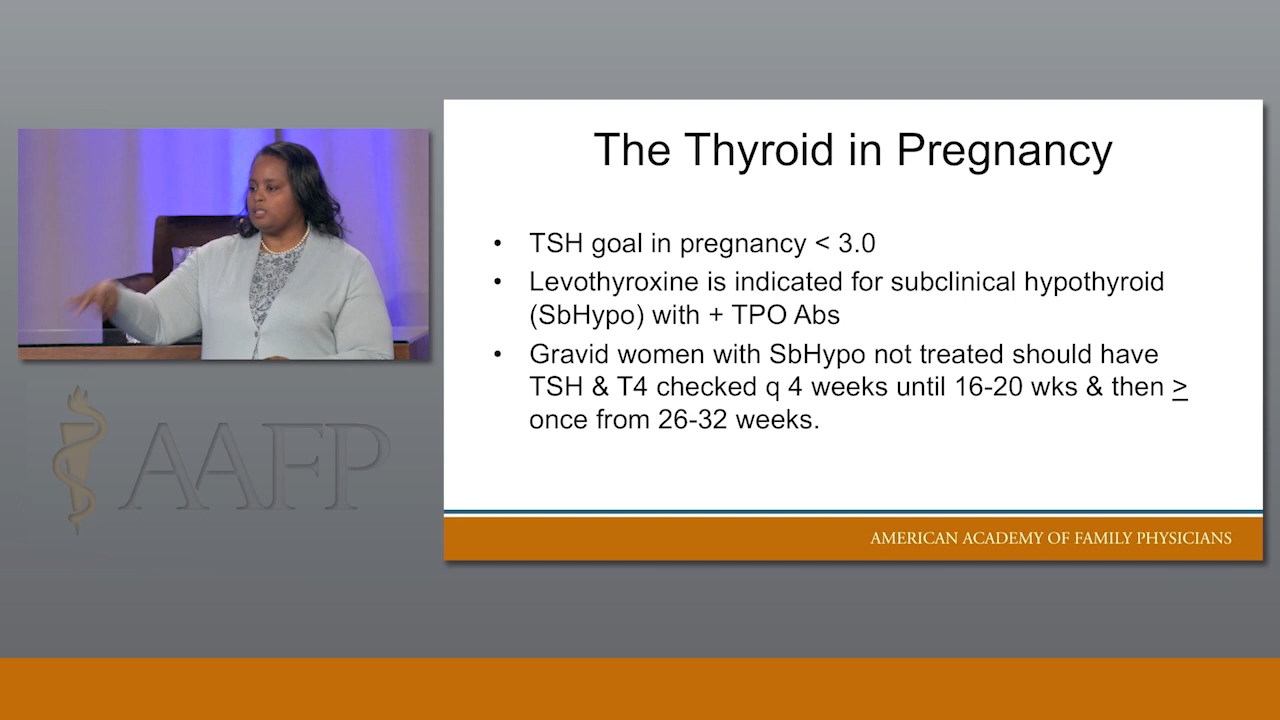 The Thyroid in Pregnancy
• TSH goal in pregnancy < 3.0
• Levothyroxine is indicated for subclinical hypothyroid
(SbHypo) with + TPO Abs
• Gravid women with SbHypo not treated should have
TSH & T4 checked q 4 weeks until 16-20 wks & then ≥
once from 26-32 weeks.
AMERICAN ACADEMY OF FAMILY PHYSICIANS
AAFP